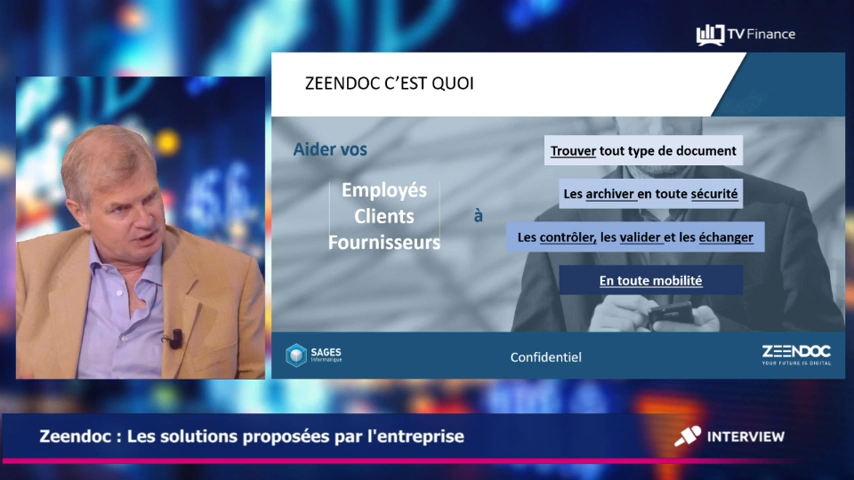 TV Finance
ZEENDOC C'EST QUOI
Aider vos
Employés
Clients
Fournisseurs
à
Trouver tout type de document
Les archiver en toute sécurité
Les contrôler, les valider et les échanger
En toute mobilité
SAGES
informatique
Confidentiel
ZEENDOC
YOUR FUTURE IS DIGITAL
Zeendoc : Les solutions proposées par l'entreprise
INTERVIEW